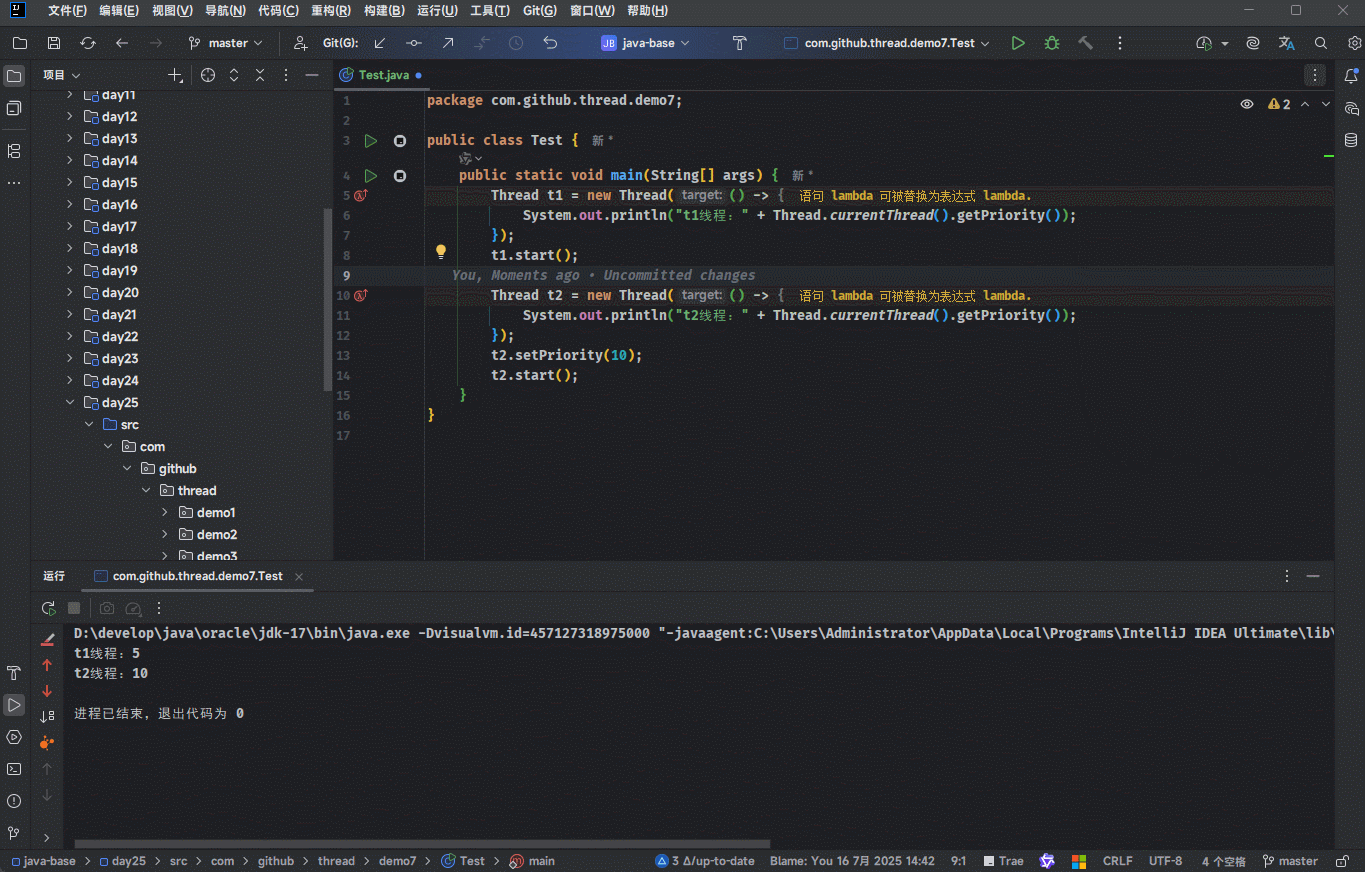 文件(F) 编辑(E) 视图(V) 导航(N) 代码(C) 重构(R) 构建(B) 运行(U) 工具(T) Git(G) 窗口(W) 帮助(H)
master Git(G): JB java-base com.github.thread.demo7.Test
项目
day11
day12
day13
day14
day15
day16
day17
day18
day19
day20
day21
day22
day23
day24
day25
src
com
github
thread
demo1
demo2
demo3
Test.java
2
1 package com.github.thread.demo7;
2
3 public class Test { 新 *
4 public static void main(String[] args) { 新 *
5 Thread t1 = new Thread( target: () -> { 语句 lambda 可被替换为表达式 lambda.
6 System.out.println("t1线程：" + Thread.currentThread().getPriority());
7 });
8 t1.start();
9 You, Moments ago • Uncommitted changes
10 Thread t2 = new Thread( target: () -> { 语句 lambda 可被替换为表达式 lambda.
11 System.out.println("t2线程：" + Thread.currentThread().getPriority());
12 });
13 t2.setPriority(10);
14 t2.start();
15 }
16 }
17
运行 com.github.thread.demo7.Test
D:\develop\java\oracle\jdk-17\bin\java.exe -Dvisualvm.id=457127318975000 "-javaagent:C:\Users\Administrator\AppData\Local\Programs\IntelliJ IDEA Ultimate\lib\
t1线程：5
t2线程：10
进程已结束，退出代码为 0
java-base > day25 > src > com > github > thread > demo7 > Test > main 3 Δ/up-to-date Blame: You 16 7月 2025 14:42 9:1 Trae CRLF UTF-8 4 个空格 master